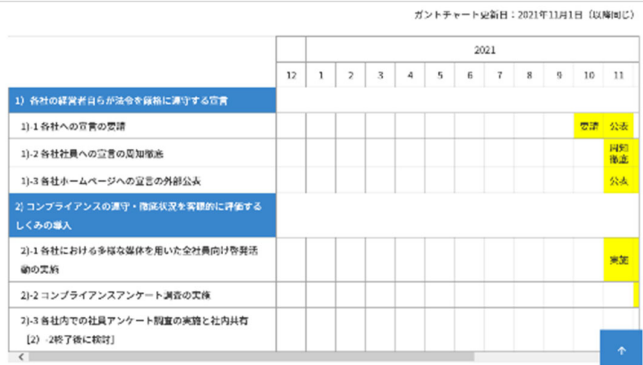 ガントチャート更新日：2021年11月1日（以降同じ）
2021
12 1 2 3 4 5 6 7 8 9 10 11
1）各社の経営者自らが法令を厳格に遵守する宣言
1)-1 各社への宣言の要請 要請 公表
1)-2 各社社員への宣言の周知徹底 周知
徹底
1)-3 各社ホームページへの宣言の外部公表 公表
2) コンプライアンスの遵守・徹底状況を客観的に評価する
しくみの導入
2)-1 各社における多様な媒体を用いた全社員向け啓発活
動の実施 実施
2)-2 コンプライアンスアンケート調査の実施
2)-3 各社内での社員アンケート調査の実施と社内共有
［2）-2終了後に検討］